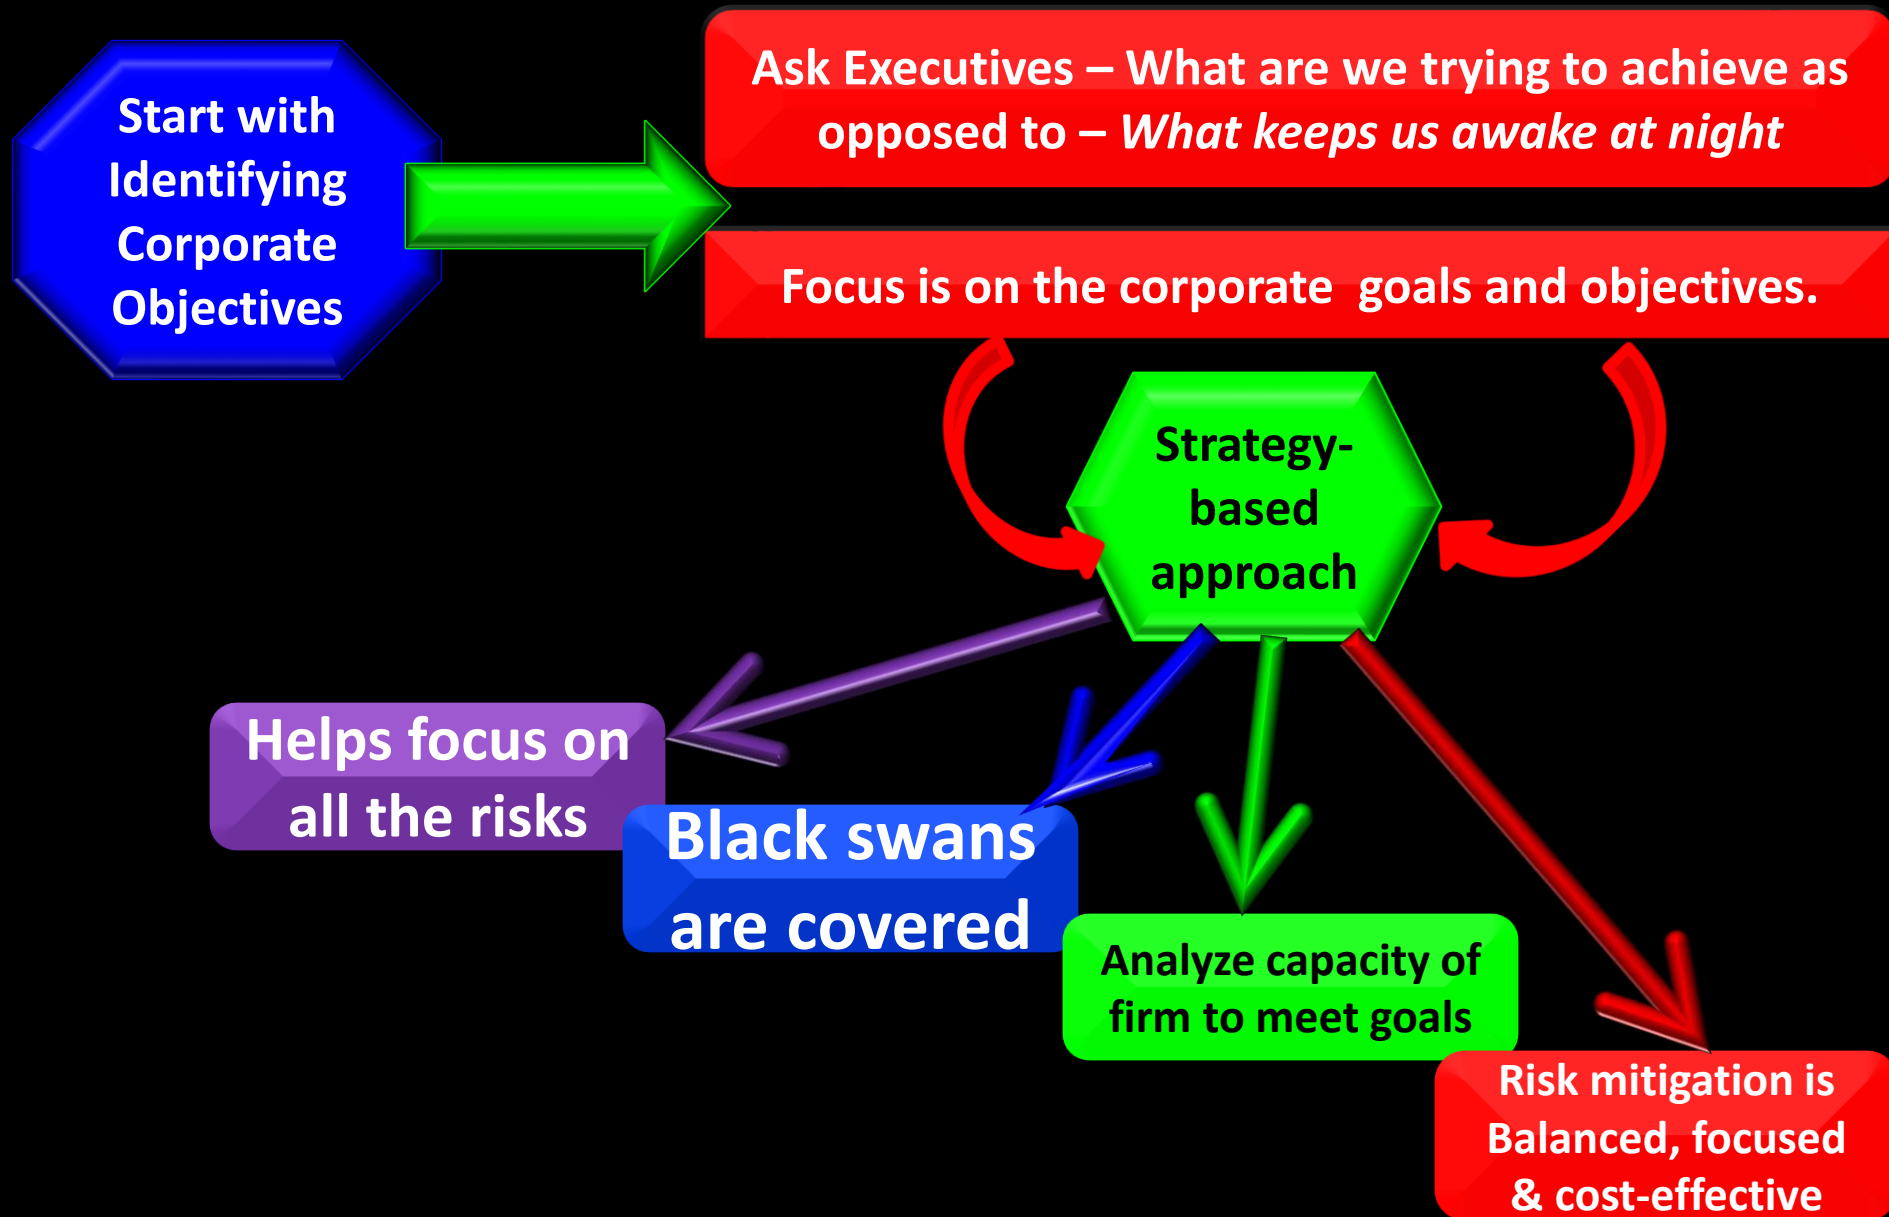 Start with
Identifying
Corporate
Objectives
Ask Executives – What are we trying to achieve as
opposed to – What keeps us awake at night
Focus is on the corporate  goals and objectives.
Strategy-
based
approach
Helps focus on
all the risks
Black swans
are covered
Analyze capacity of
firm to meet goals
Risk mitigation is
Balanced, focused
& cost-effective